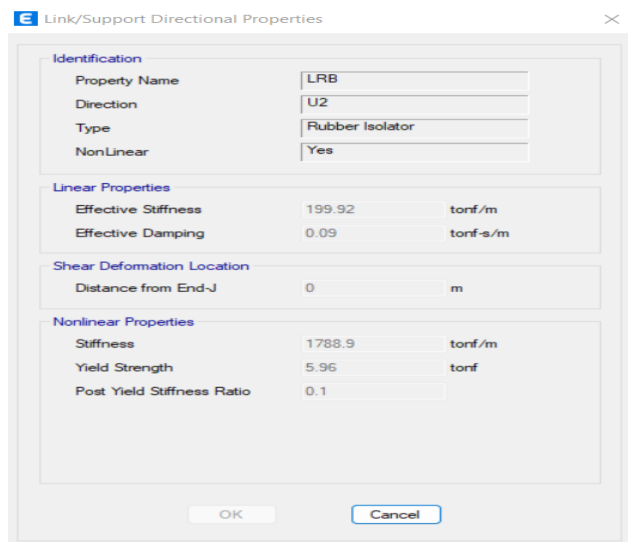 E Link/Support Directional Properties
Identification
Property Name LRB
Direction U2
Type Rubber Isolator
NonLinear Yes
Linear Properties
Effective Stiffness 199.92 tonf/m
Effective Damping 0.09 tonf-s/m
Shear Deformation Location
Distance from End-J 0 m
Nonlinear Properties
Stiffness 1788.9 tonf/m
Yield Strength 5.96 tonf
Post Yield Stiffness Ratio 0.1
OK Cancel